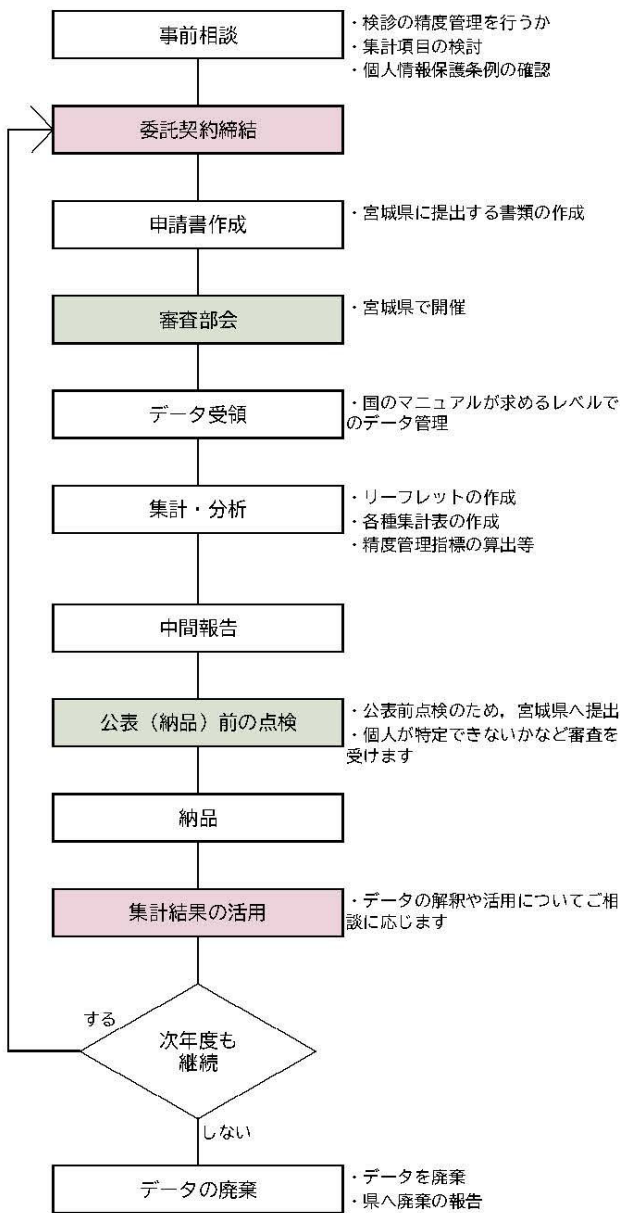 事前相談
・検診の精度管理を行うか
・集計項目の検討
・個人情報保護条例の確認
委託契約締結
申請書作成
・宮城県に提出する書類の作成
審査部会
・宮城県で開催
データ受領
・国のマニュアルが求めるレベルで
のデータ管理
集計・分析
・リーフレットの作成
・各種集計表の作成
・精度管理指標の算出等
中間報告
公表（納品）前の点検
・公表前点検のため，宮城県へ提出
・個人が特定できないかなど審査を
受けます
納品
集計結果の活用
・データの解釈や活用についてご相
談に応じます
する
次年度も
継続
しない
データの廃棄
・データを廃棄
・県へ廃棄の報告